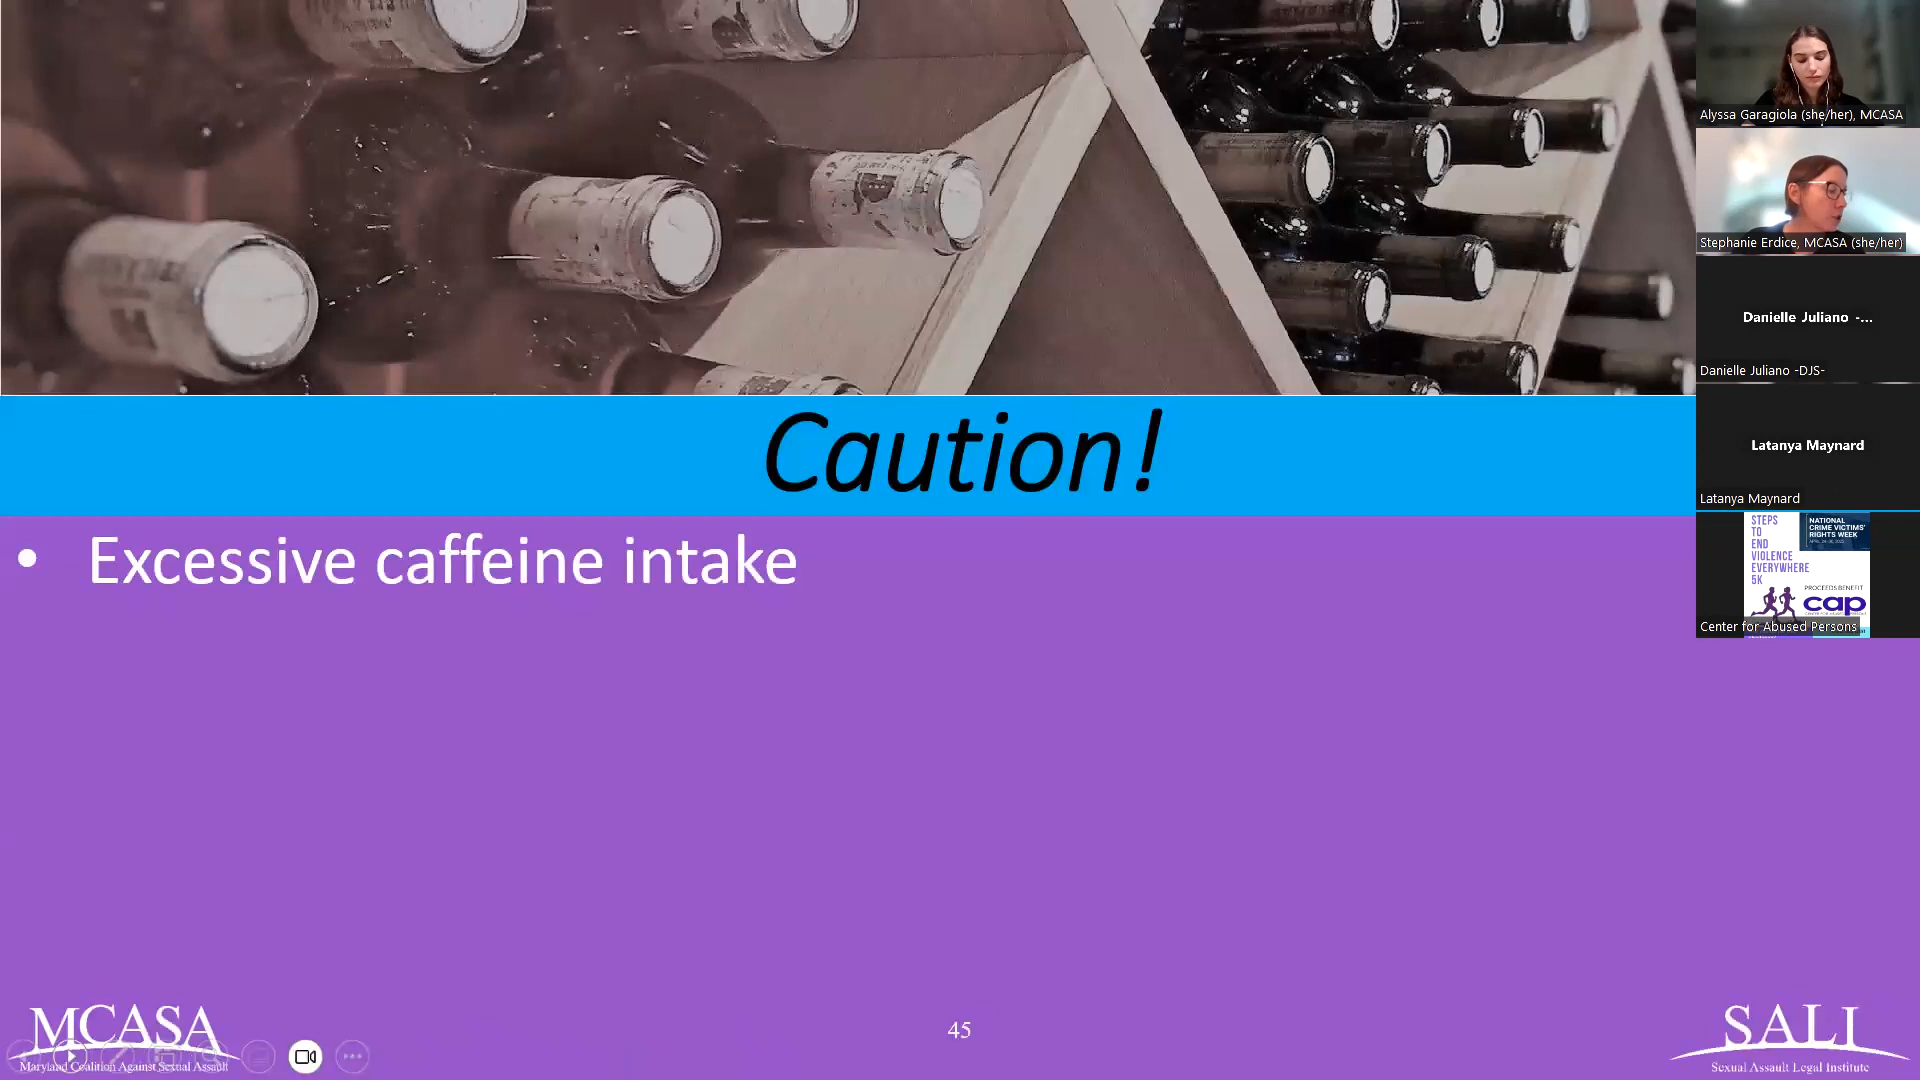 Caution!
• Excessive caffeine intake
MCASA
Maryland Coalition Against Sexual Assault
45
SALI
Sexual Assault Legal Institute
Alyssa Garagiola (she/her), MCASA
Stephanie Erdice, MCASA (she/her)
Danielle Juliano -...
Danielle Juliano -DJS-
Latanya Maynard
Latanya Maynard
STEPS
TO
END
VIOLENCE
EVERYWHERE
5K
NATIONAL
CRIME VICTIMS'
RIGHTS WEEK
PROCEEDS BENEFIT
cap
Center for Abused Persons